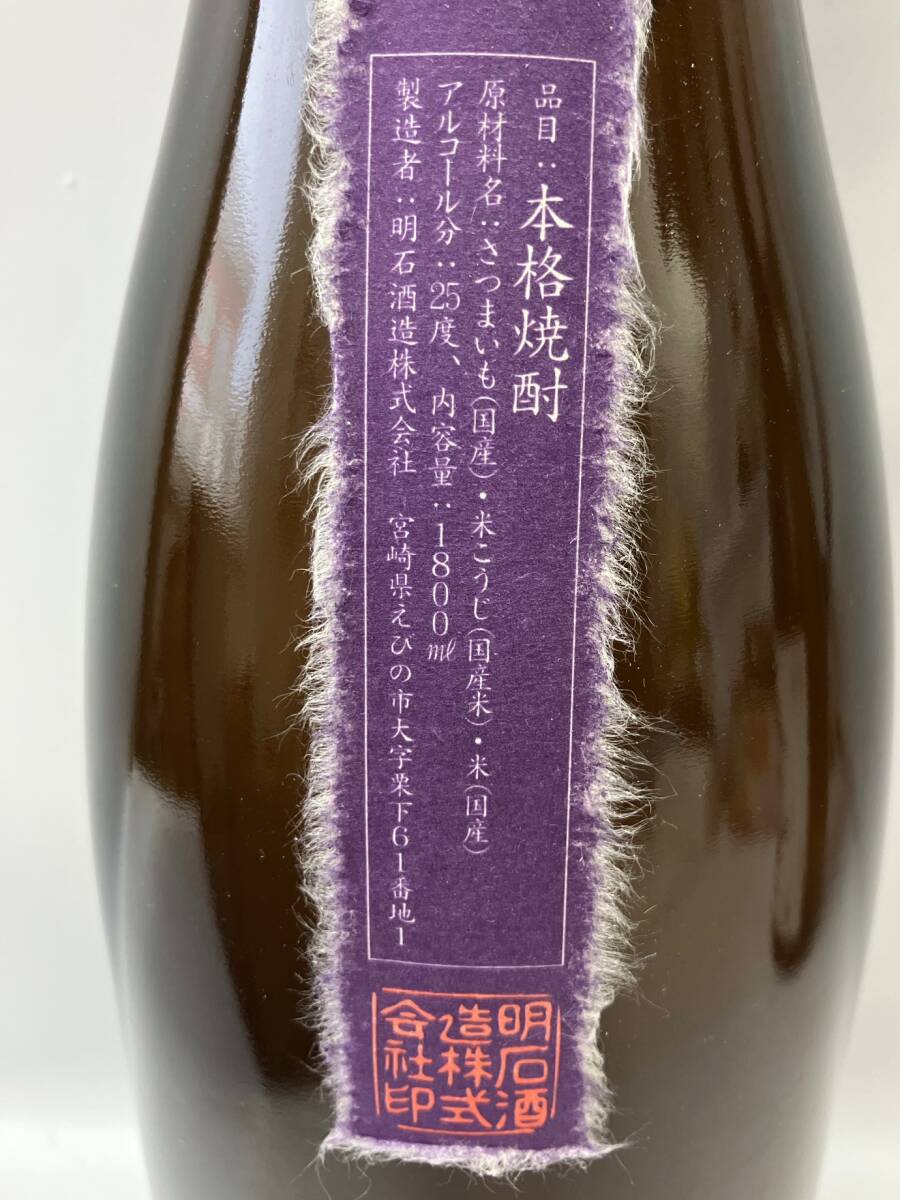 品目：本格焼酎
原材料名：さつまいも（国産）・米こうじ（国産米）・米（国産）
アルコール分：25度、内容量：1800㎖
製造者：明石酒造株式会社　宮崎県えびの市大字栗下61番地1
明石酒
造株式
会社印